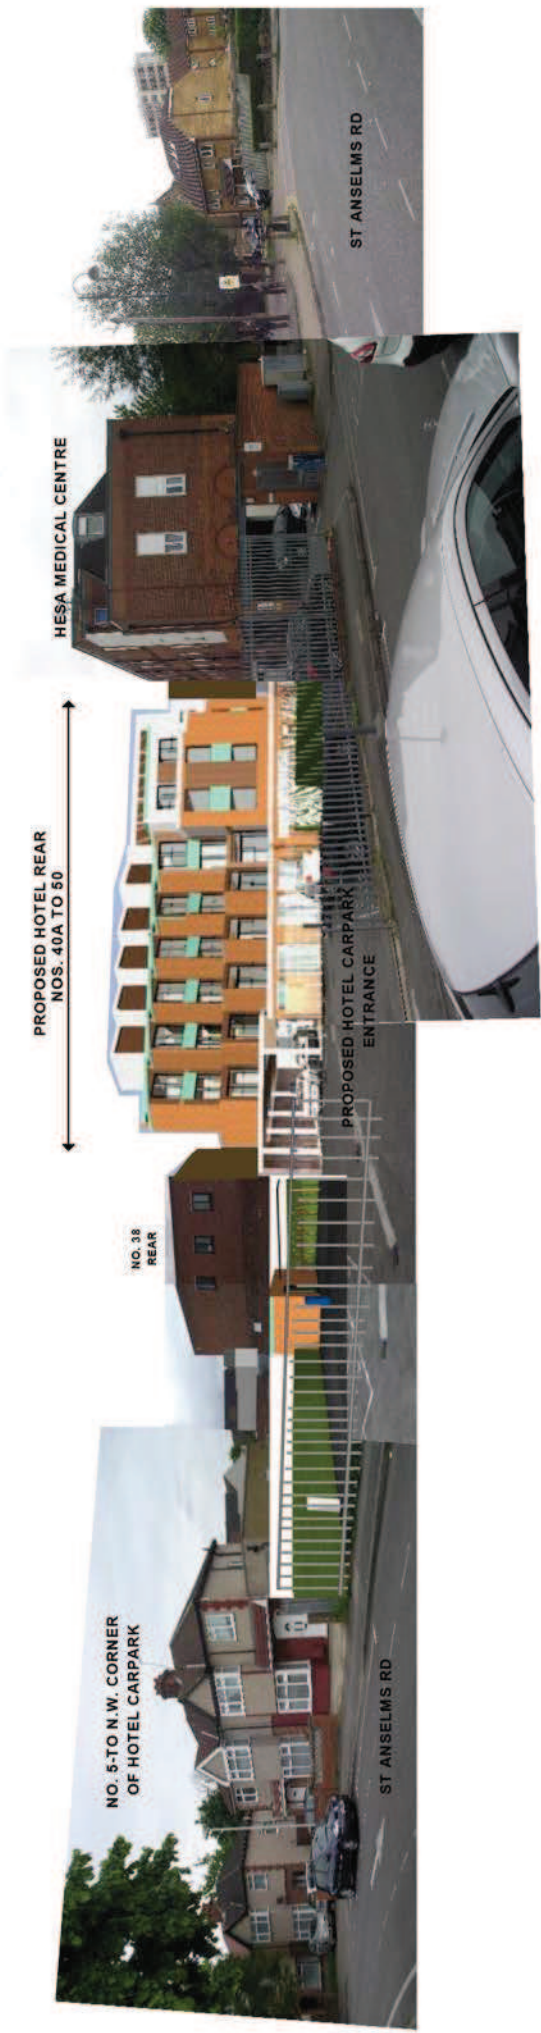 NO. 5-TO N.W. CORNER
OF HOTEL CARPARK
ST ANSELMS RD
NO. 38
REAR
PROPOSED HOTEL REAR
NOS. 40A TO 50
PROPOSED HOTEL CARPARK
ENTRANCE
HESA MEDICAL CENTRE
ST ANSELMS RD